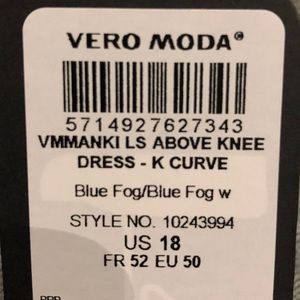 VERO MODA®
5714927627343
VMMANKI LS ABOVE KNEE
DRESS - K CURVE
Blue Fog/Blue Fog w
STYLE NO. 10243994
US 18
FR 52 EU 50